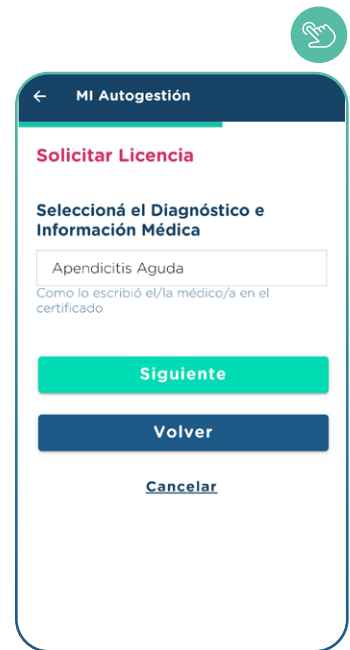 MI Autogestión
Solicitar Licencia
Seleccioná el Diagnóstico e
Información Médica
Apendicitis Aguda
Como lo escribió el/la médico/a en el
certificado
Siguiente
Volver
Cancelar